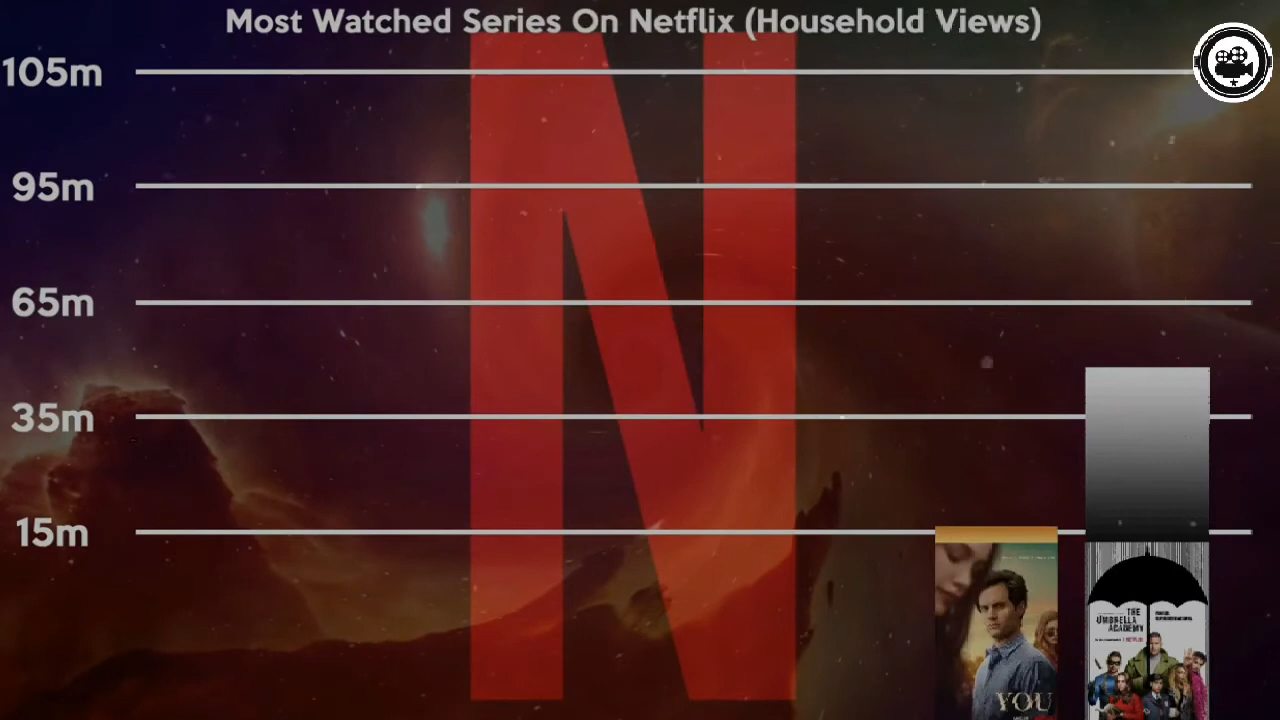 Most Watched Series On Netflix (Household Views)
105m
95m
65m
35m
15m
YOU
THE
UMBRELLA
ACADEMY